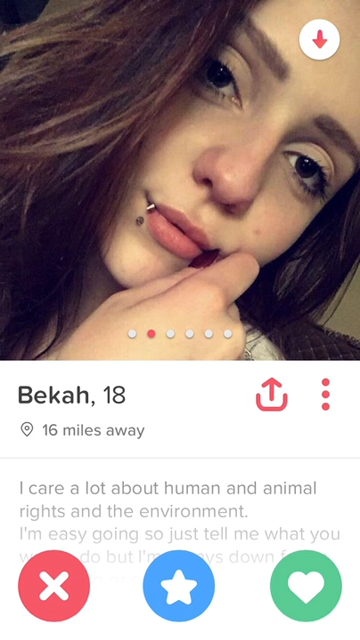 Bekah, 18
16 miles away
I care a lot about human and animal
rights and the environment.
I'm easy going so just tell me what you
do but I'm down